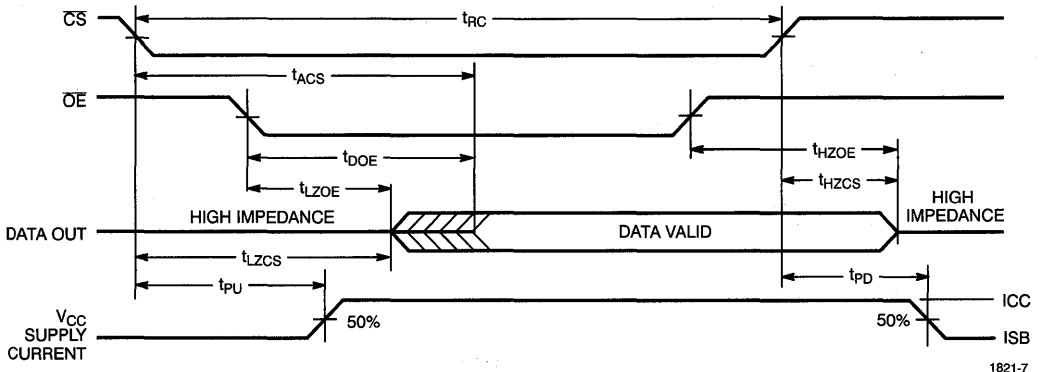 CS
tRC
tACS
OE
tDOE
tHZOE
tLZOE
tHZCS
HIGH IMPEDANCE
HIGH
IMPEDANCE
DATA OUT
DATA VALID
tLZCS
tPU
tPD
VCC
SUPPLY
CURRENT
50%
50%
ICC
ISB
1821-7